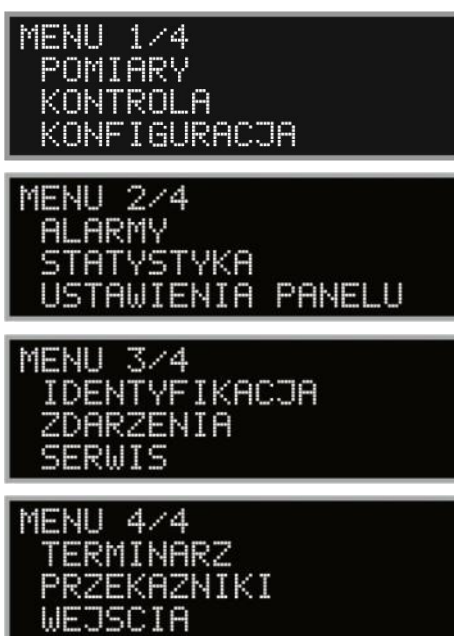 MENU 1/4
POMIARY
KONTROLA
KONFIGURACJA
MENU 2/4
ALARMY
STATYSTYKA
USTAWIENIA PANELU
MENU 3/4
IDENTYFIKACJA
ZDARZENIA
SERWIS
MENU 4/4
TERMINARZ
PRZEKAZNIKI
WEJSCIA